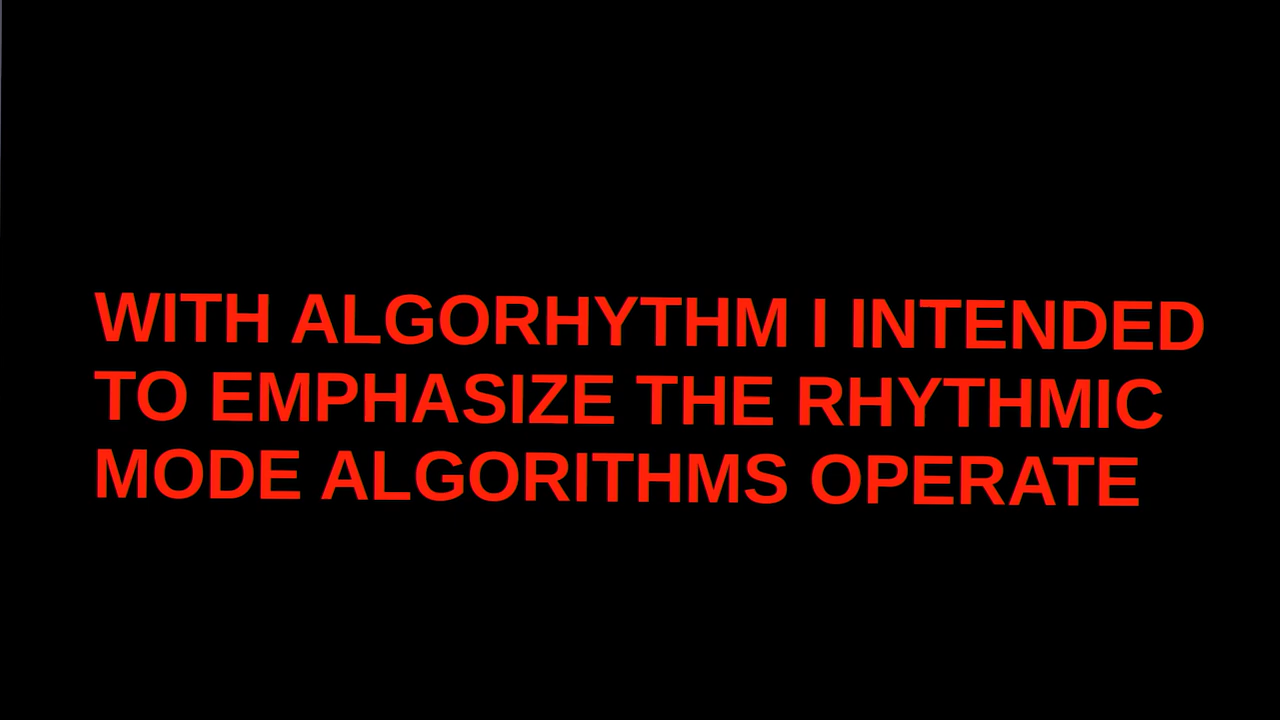 WITH ALGORHYTHM I INTENDED
TO EMPHASIZE THE RHYTHMIC
MODE ALGORITHMS OPERATE